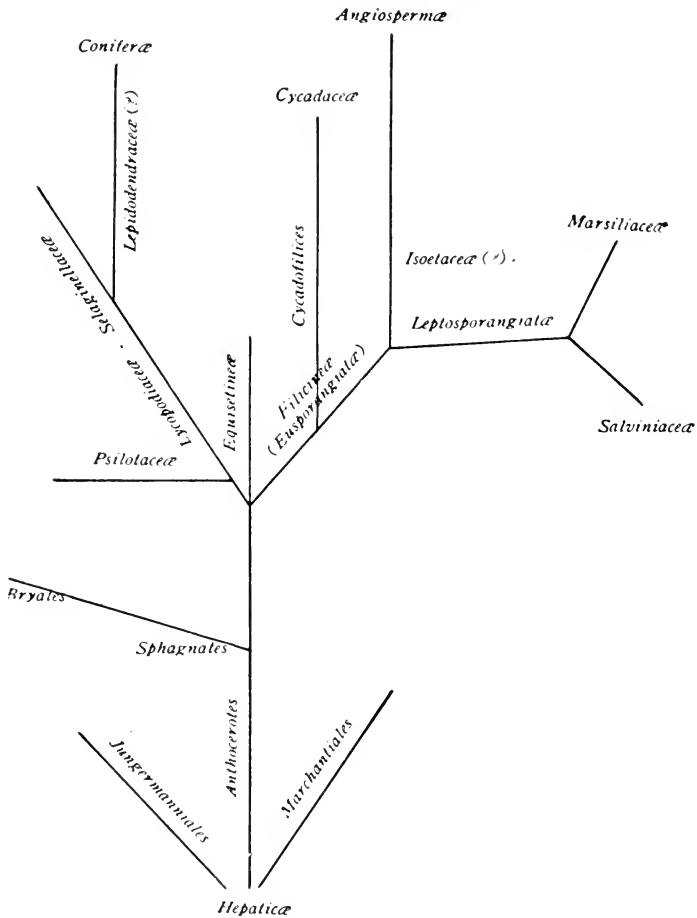 Angiospermæ
Coniferæ
Cycadaceæ
Lepidodendraceæ (?)
Marsiliaceæ
Cycadofilices
Isoetaceæ (?).
Leptosporangiatæ
Lycopodiaceæ · Selaginellaceæ
Equisetineæ
Filicineæ
(Eusporangiatæ)
Salviniaceæ
Psilotaceæ
Bryales
Sphagnates
Anthocerotes
Jungermanniales
Marchantiales
Hepaticæ